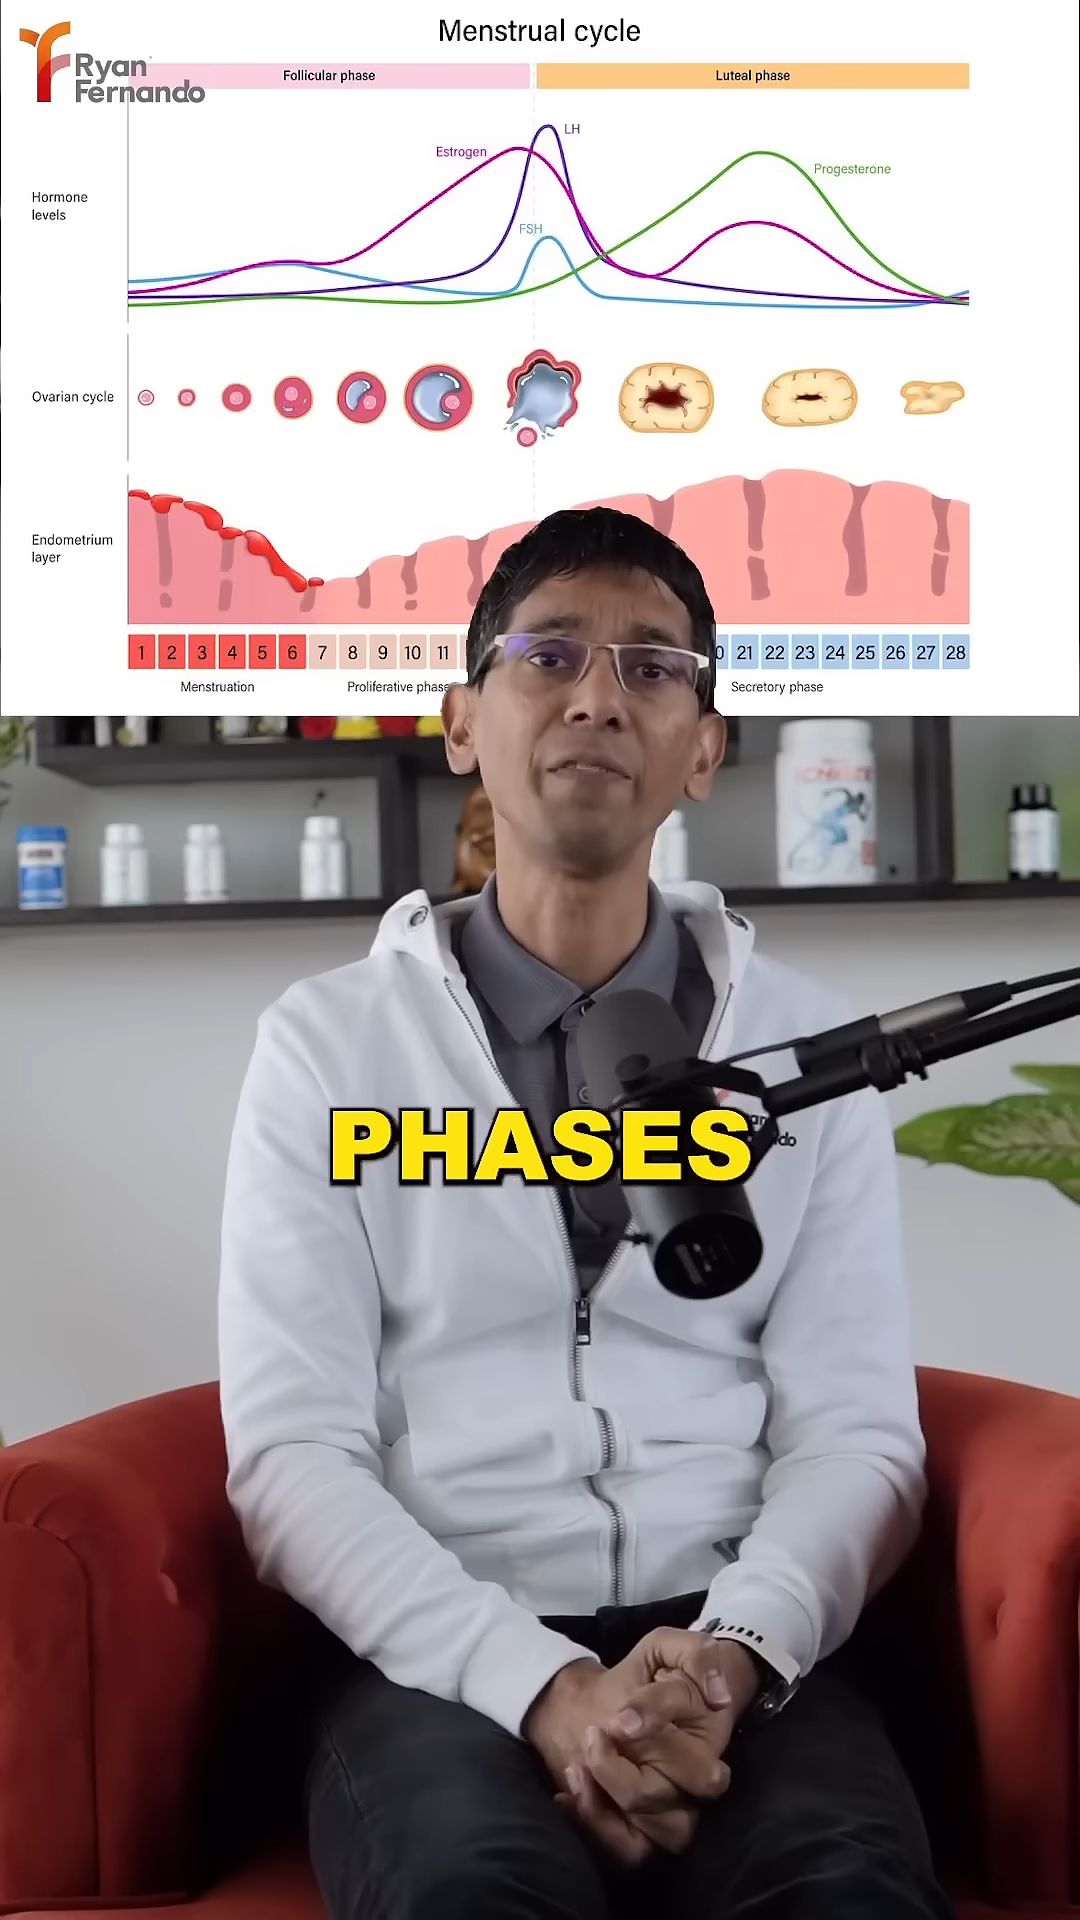 Menstrual cycle
Ryan
Fernando
Follicular phase
Luteal phase
LH
Estrogen
Progesterone
Hormone
levels
FSH
Ovarian cycle
Endometrium
layer
1 2 3 4 5 6 7 8 9 10 11 21 22 23 24 25 26 27 28
Menstruation
Proliferative phase
Secretory phase
PHASES